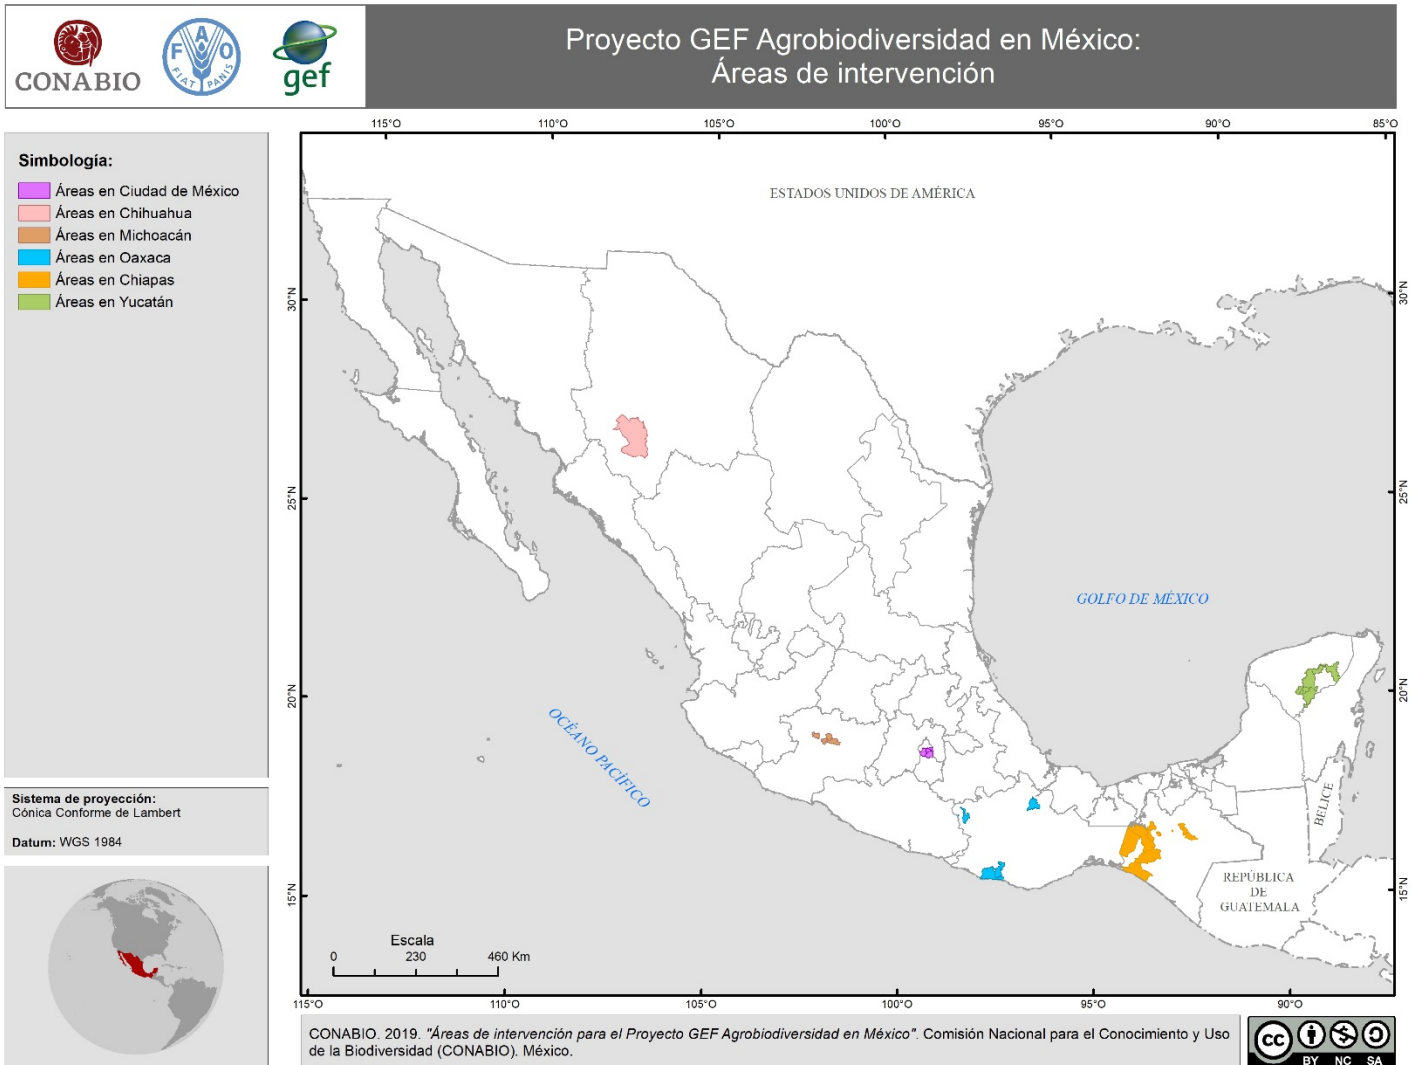 CONABIO
F A O
FIAT PANIS
gef
Proyecto GEF Agrobiodiversidad en México:
Áreas de intervención
Simbología:
Áreas en Ciudad de México
Áreas en Chihuahua
Áreas en Michoacán
Áreas en Oaxaca
Áreas en Chiapas
Áreas en Yucatán
115°O
110°O
105°O
100°O
95°O
90°O
85°O
ESTADOS UNIDOS DE AMÉRICA
30°N
30°N
25°N
25°N
GOLFO DE MÉXICO
20°N
20°N
OCÉANO PACÍFICO
BELICE
REPÚBLICA
DE
GUATEMALA
15°N
15°N
Escala
0 230 460 Km
115°O
110°O
105°O
100°O
95°O
90°O
Sistema de proyección:
Cónica Conforme de Lambert
Datum: WGS 1984
CONABIO. 2019. "Áreas de intervención para el Proyecto GEF Agrobiodiversidad en México". Comisión Nacional para el Conocimiento y Uso
de la Biodiversidad (CONABIO). México.
cc
BY NC SA